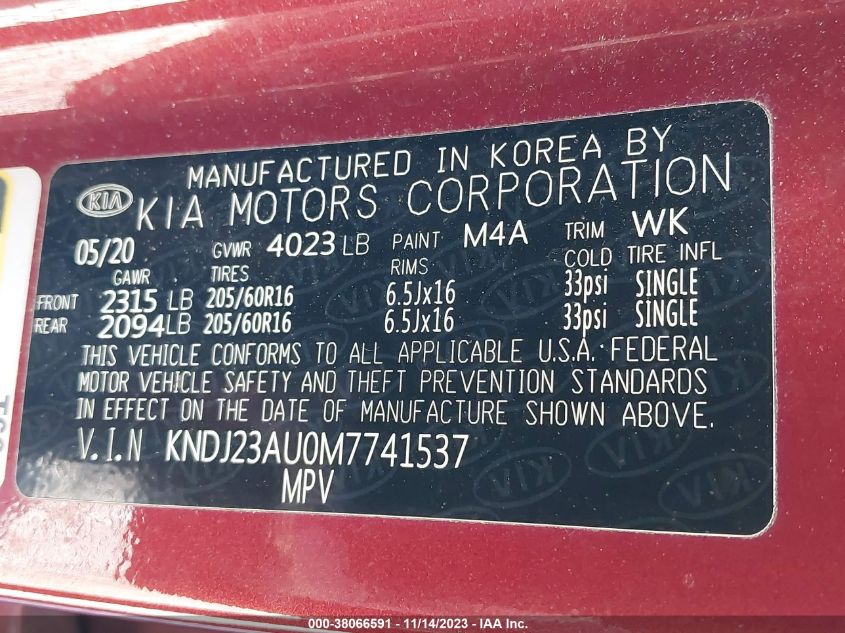 MANUFACTURED IN KOREA BY
KIA KIA MOTORS CORPORATION
05/20 GVWR 4023 LB PAINT M4A TRIM WK
GAWR TIRES RIMS COLD TIRE INFL
FRONT 2315 LB 205/60R16 6.5Jx16 33psi SINGLE
REAR 2094 LB 205/60R16 6.5Jx16 33psi SINGLE
THIS VEHICLE CONFORMS TO ALL APPLICABLE U.S.A. FEDERAL
MOTOR VEHICLE SAFETY AND THEFT PREVENTION STANDARDS
IN EFFECT ON THE DATE OF MANUFACTURE SHOWN ABOVE.
V.I.N KNDJ23AU0M7741537
MPV
000-38066591 - 11/14/2023 - IAA Inc.